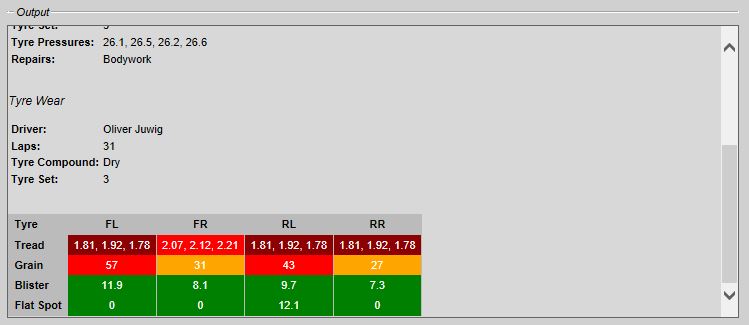 Output
Tyre Set:
Tyre Pressures: 26.1, 26.5, 26.2, 26.6
Repairs: Bodywork
Tyre Wear
Driver: Oliver Juwig
Laps: 31
Tyre Compound: Dry
Tyre Set: 3
Tyre FL FR RL RR
Tread 1.81, 1.92, 1.78 2.07, 2.12, 2.21 1.81, 1.92, 1.78 1.81, 1.92, 1.78
Grain 57 31 43 27
Blister 11.9 8.1 9.7 7.3
Flat Spot 0 0 12.1 0